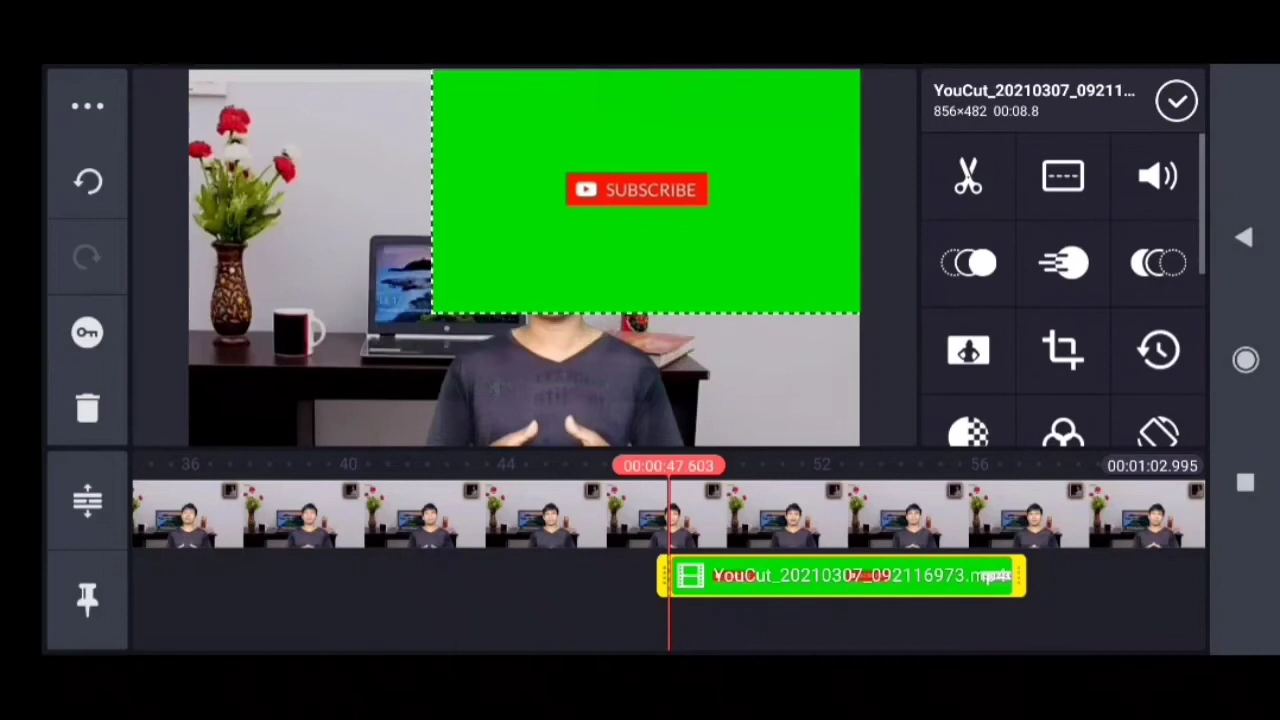 YouCut_20210307_09211...
856×482 00:08.8
SUBSCRIBE
36
40
44
00:00:47.603
52
56
00:01:02.995
YouCut_20210307_092116973.mp4